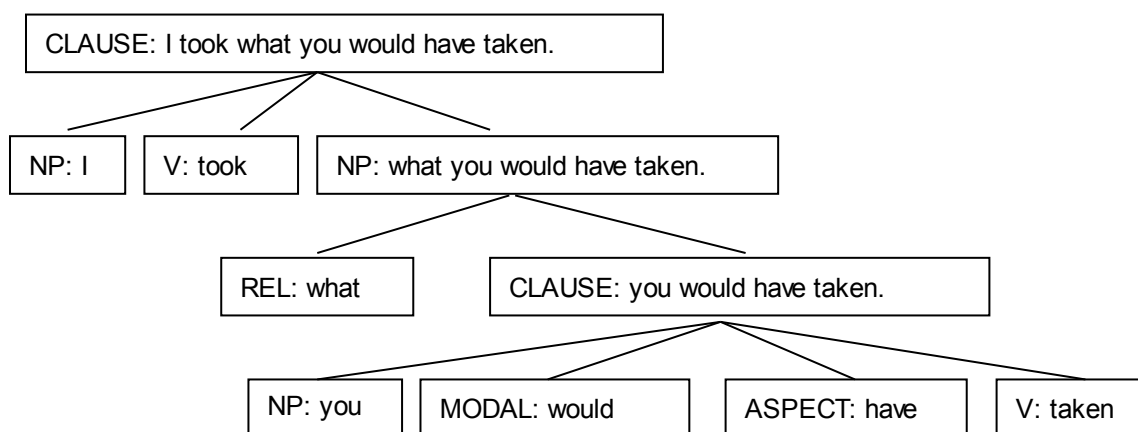 CLAUSE: I took what you would have taken.
NP: I
V: took
NP: what you would have taken.
REL: what
CLAUSE: you would have taken.
NP: you
MODAL: would
ASPECT: have
V: taken